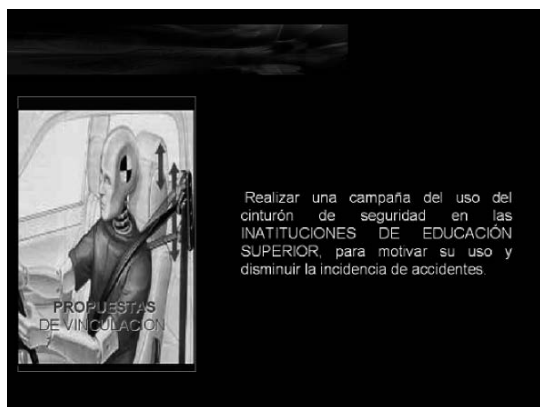 PROPUESTAS
DE VINCULACION
Realizar una campaña del uso del
cinturón de seguridad en las
INATITUCIONES DE EDUCACIÓN
SUPERIOR, para motivar su uso y
disminuir la incidencia de accidentes.